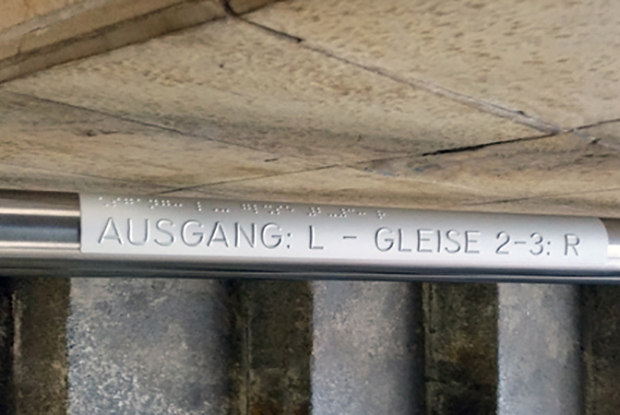 AUSGANG: L - GLEISE 2-3: R